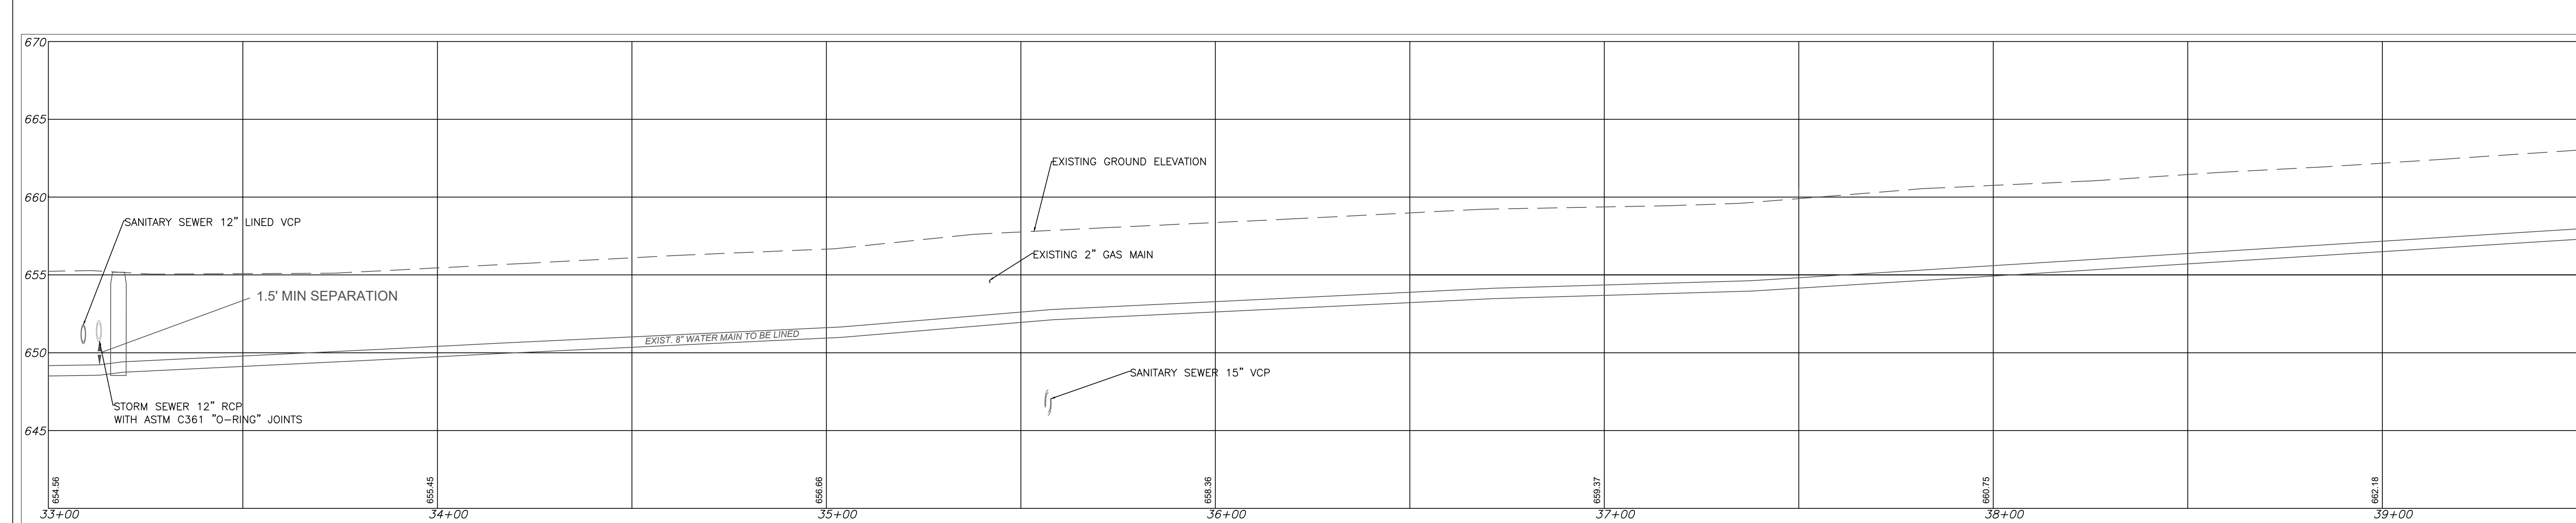 670
665
660
655
650
645
EXISTING GROUND ELEVATION
SANITARY SEWER 12" LINED VCP
EXISTING 2" GAS MAIN
1.5' MIN SEPARATION
EXIST. 8" WATER MAIN TO BE LINED
SANITARY SEWER 15" VCP
STORM SEWER 12" RCP
WITH ASTM C361 "O-RING" JOINTS
654.56
655.45
656.66
658.36
659.37
660.75
662.18
33+00
34+00
35+00
36+00
37+00
38+00
39+00